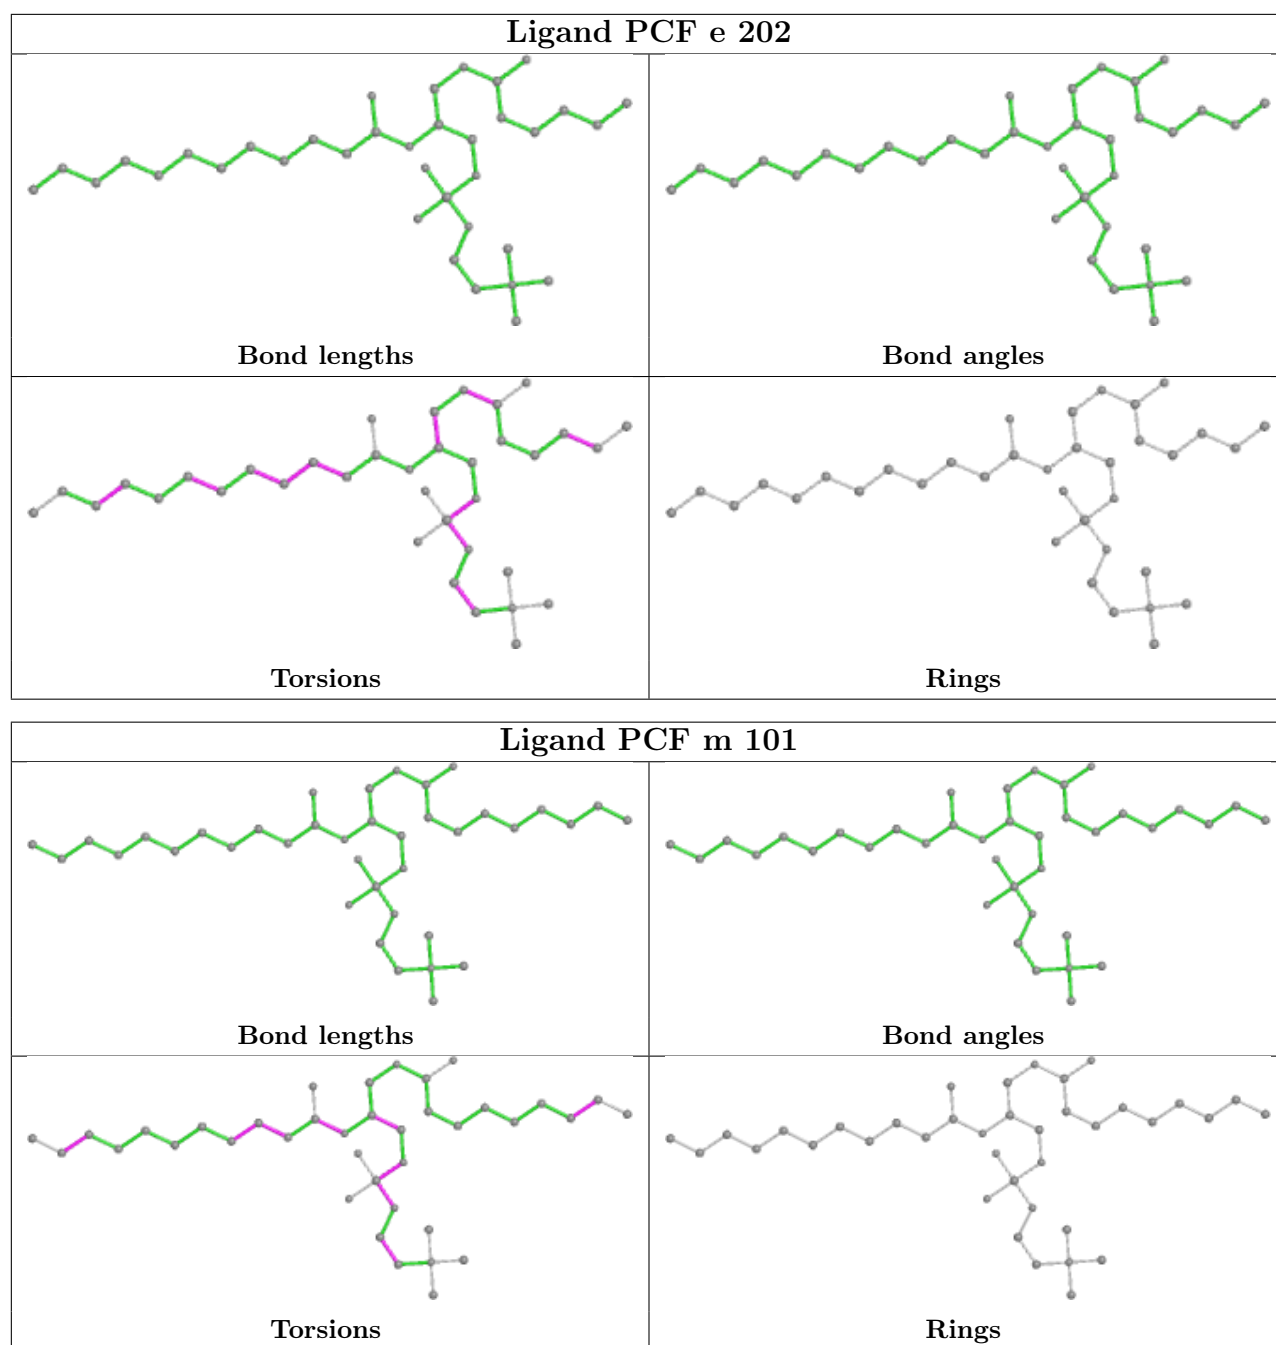 Ligand PCF e 202
Bond lengths
Bond angles
Torsions
Rings
Ligand PCF m 101
Bond lengths
Bond angles
Torsions
Rings